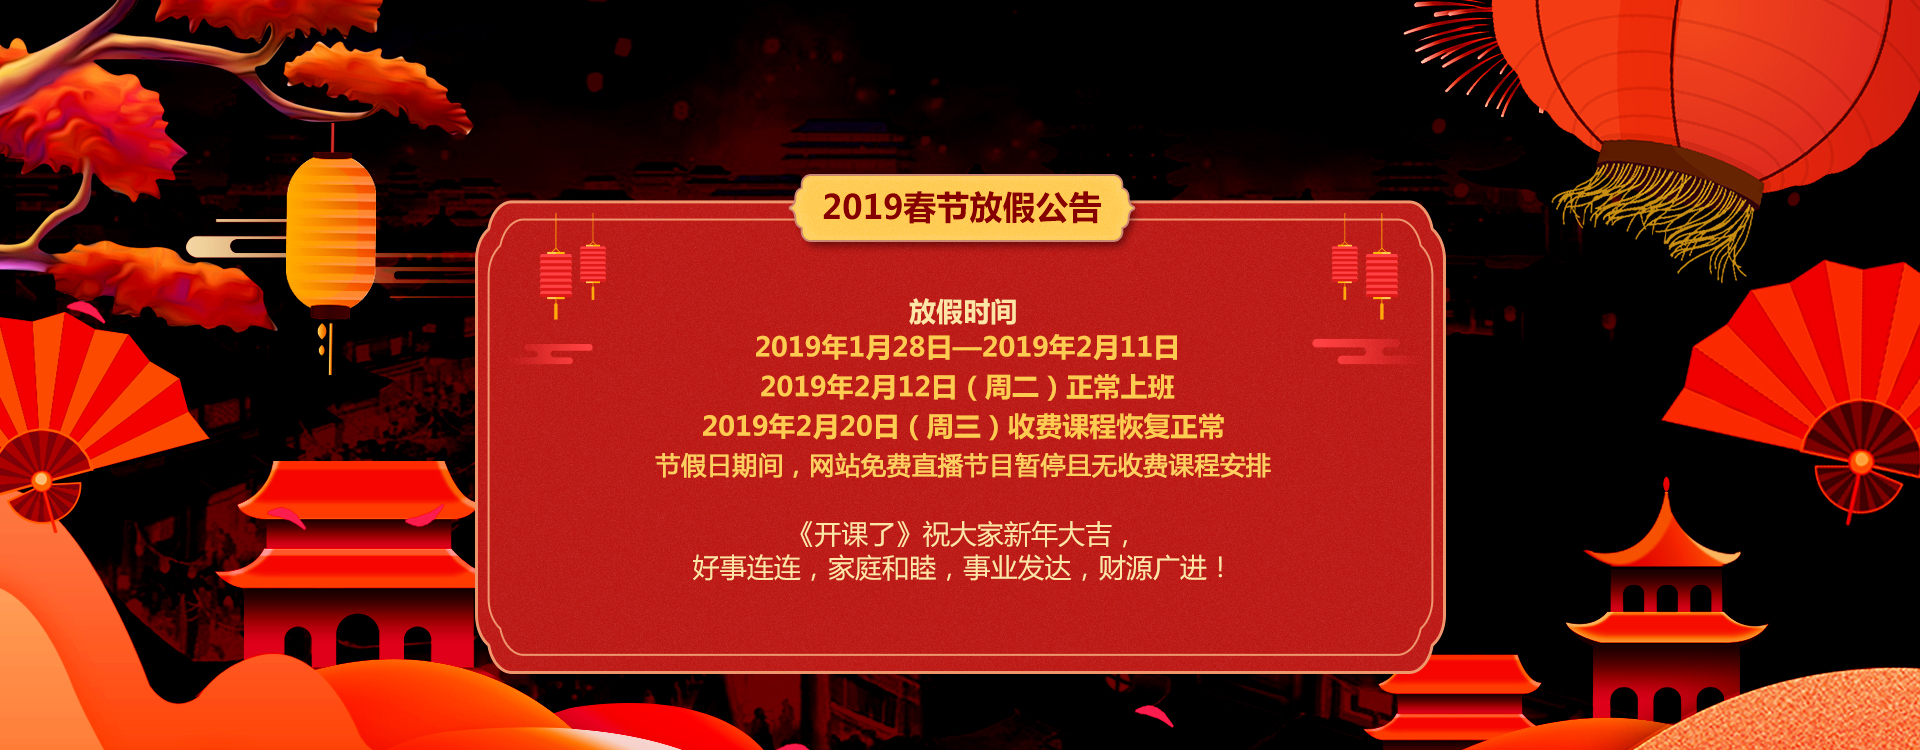 2019春节放假公告
放假时间
2019年1月28日—2019年2月11日
2019年2月12日（周二）正常上班
2019年2月20日（周三）收费课程恢复正常
节假日期间，网站免费直播节目暂停且无收费课程安排
《开课了》祝大家新年大吉，
好事连连，家庭和睦，事业发达，财源广进！